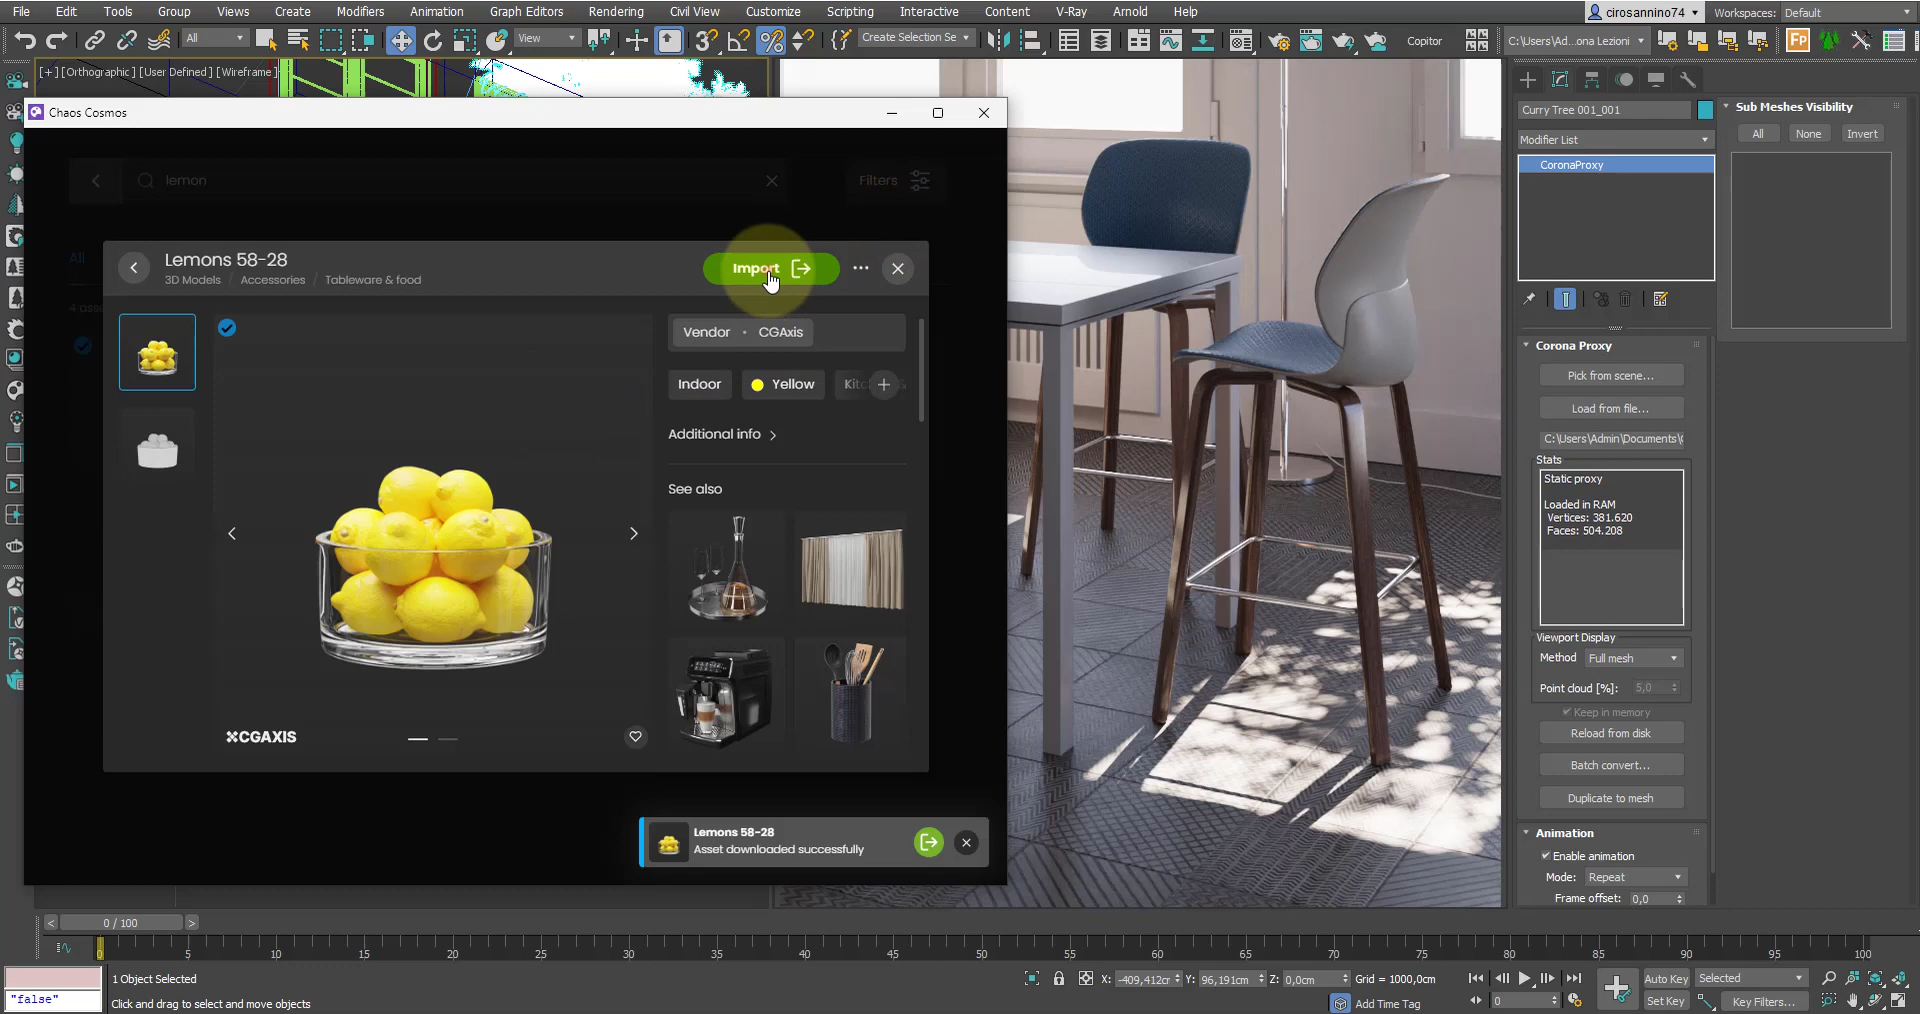 File Edit Tools Group Views Create Modifiers Animation Graph Editors Rendering Civil View Customize Scripting Interactive Content V-Ray Arnold Help cirosannino74 Workspaces: Default
All View Create Selection Se Copitor C:\Users\Ad...ona Lezioni
[+] [Orthographic] [User Defined] [Wireframe]
Chaos Cosmos
lemon
Filters
All
Lemons 58-28
3D Models / Accessories / Tableware & food
Import
4 asse
Vendor • CGAxis
Indoor Yellow
Additional info
See also
CGAXIS
Lemons 58-28
Asset downloaded successfully
Curry Tree 001_001
Modifier List
CoronaProxy
Sub Meshes Visibility
All None Invert
Corona Proxy
Pick from scene...
Load from file...
C:\Users\Admin\Documents\
Stats
Static proxy
Loaded in RAM
Vertices: 381.620
Faces: 504.208
Viewport Display
Method Full mesh
Point cloud [%]: 5,0
Keep in memory
Reload from disk
Batch convert...
Duplicate to mesh
Animation
Enable animation
Mode: Repeat
Frame offset: 0,0
< 0 / 100 >
0 5 10 15 20 25 30 35 40 45 50 55 60 65 70 75 80 85 90 95 100
1 Object Selected
X: -409,412cm Y: 96,191cm Z: 0,0cm Grid = 1000,0cm
Auto Key Selected
"false"
Click and drag to select and move objects
Add Time Tag
0
Set Key Key Filters...